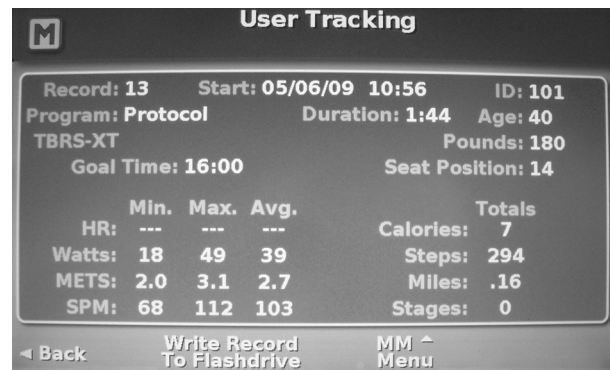 M
User Tracking
Record: 13 Start: 05/06/09 10:56 ID: 101
Program: Protocol Duration: 1:44 Age: 40
TBRS-XT Pounds: 180
Goal Time: 16:00 Seat Position: 14
Min. Max. Avg. Totals
HR: --- --- --- Calories: 7
Watts: 18 49 39 Steps: 294
METS: 2.0 3.1 2.7 Miles: .16
SPM: 68 112 103 Stages: 0
Back Write Record MM
To Flashdrive Menu